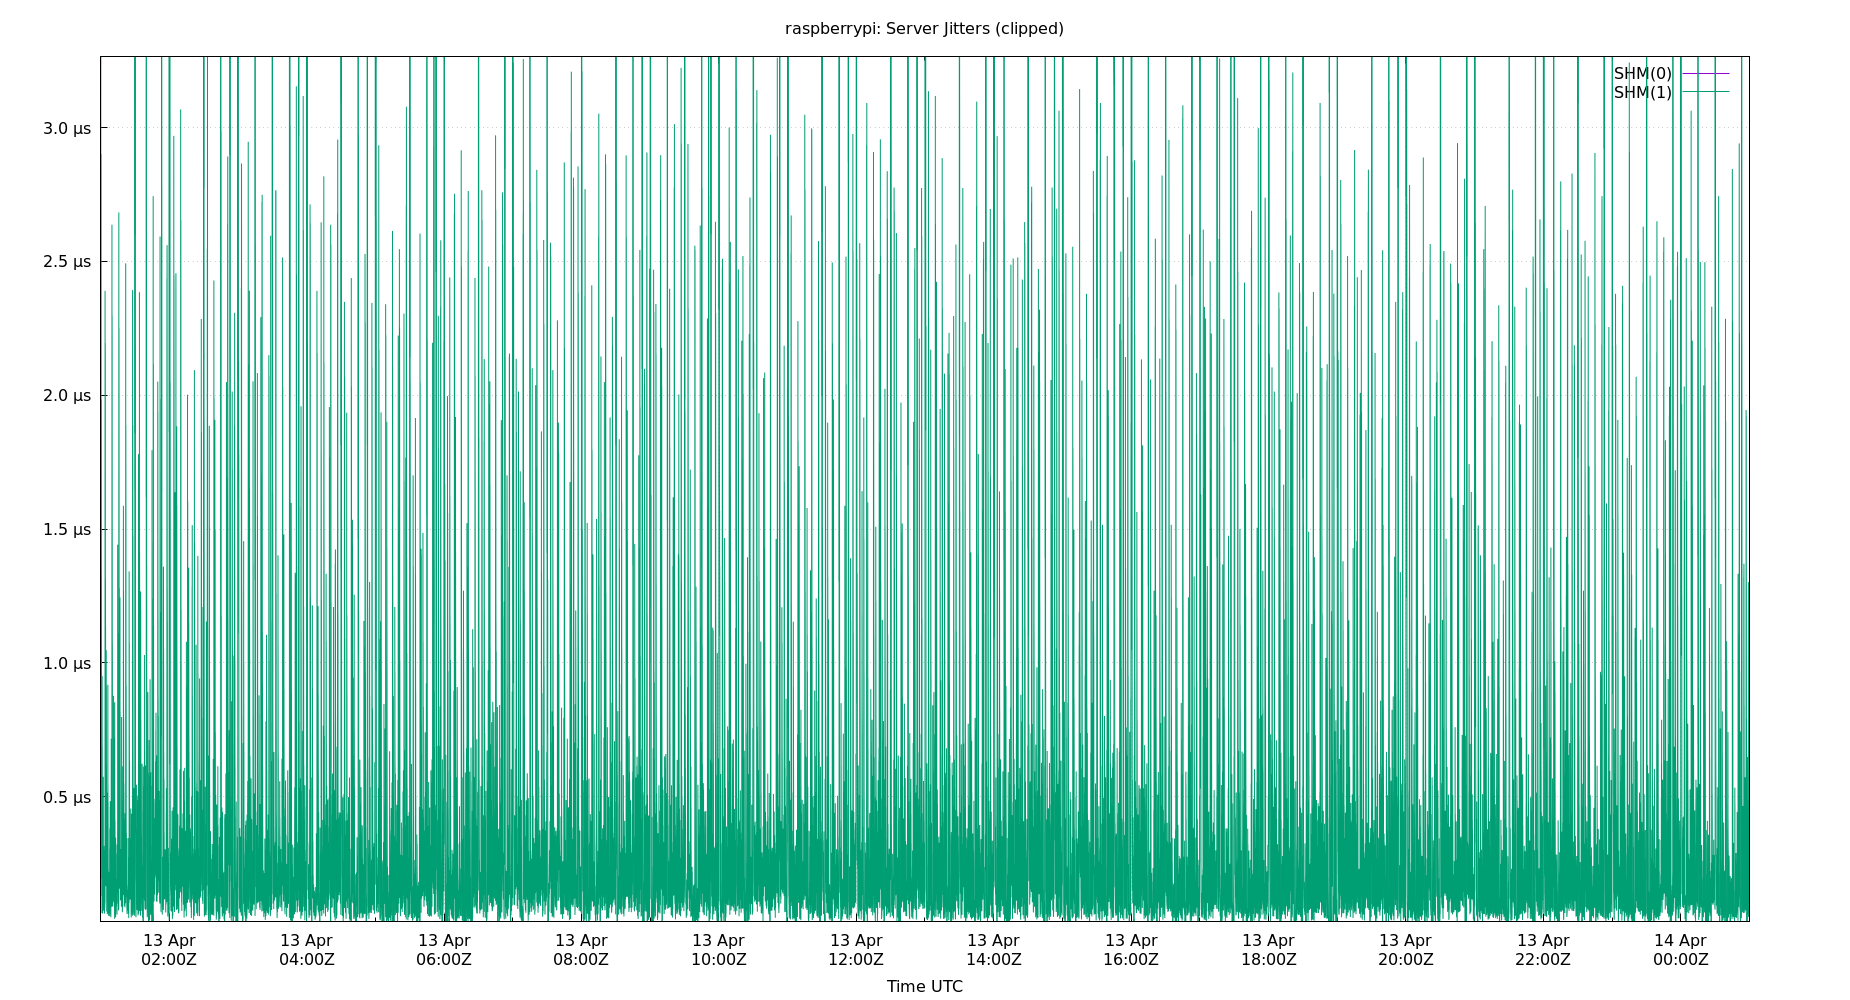 raspberrypi: Server Jitters (clipped)
SHM(0)
SHM(1)
3.0 µs
2.5 µs
2.0 µs
1.5 µs
1.0 µs
0.5 µs
13 Apr 13 Apr 13 Apr 13 Apr 13 Apr 13 Apr 13 Apr 13 Apr 13 Apr 13 Apr 13 Apr 14 Apr
02:00Z 04:00Z 06:00Z 08:00Z 10:00Z 12:00Z 14:00Z 16:00Z 18:00Z 20:00Z 22:00Z 00:00Z
Time UTC